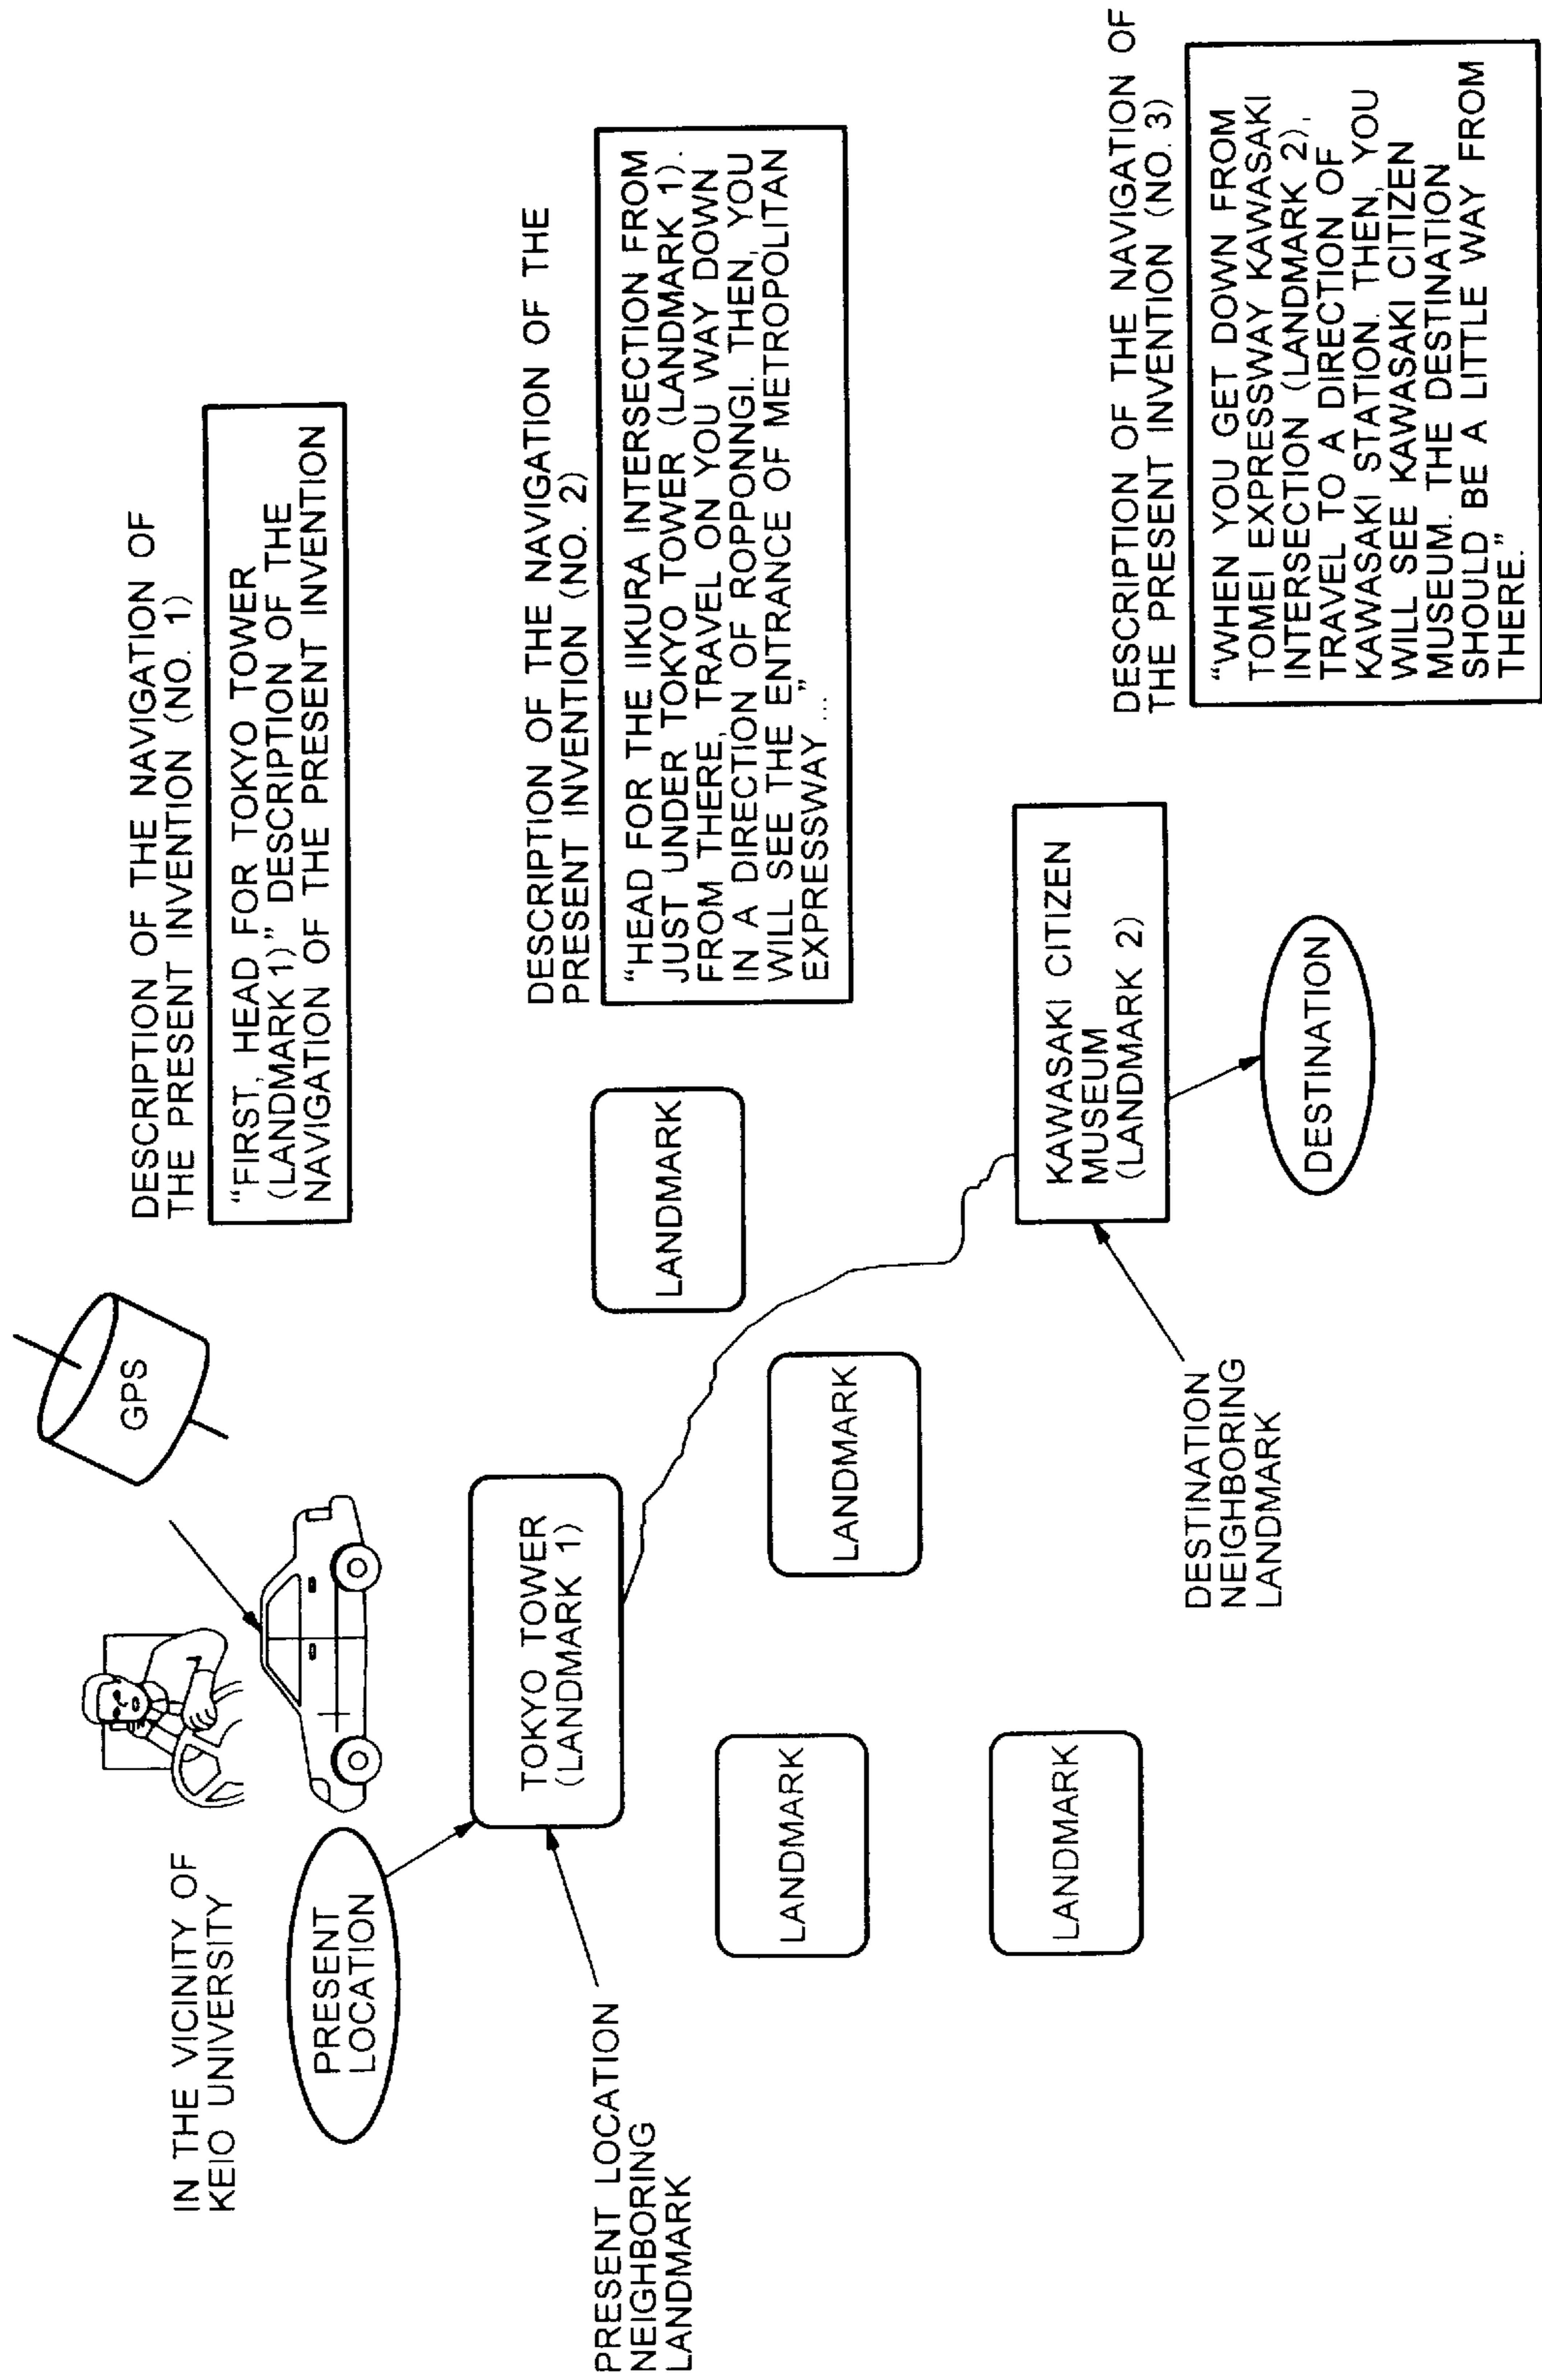 IN THE VICINITY OF
KEIO UNIVERSITY
PRESENT
LOCATION
GPS
PRESENT LOCATION
NEIGHBORING
LANDMARK
TOKYO TOWER
(LANDMARK 1)
LANDMARK
LANDMARK
LANDMARK
LANDMARK
DESTINATION
NEIGHBORING
LANDMARK
KAWASAKI CITIZEN
MUSEUM
(LANDMARK 2)
DESTINATION
DESCRIPTION OF THE NAVIGATION OF
THE PRESENT INVENTION (NO. 1)
“FIRST, HEAD FOR TOKYO TOWER
(LANDMARK 1)” DESCRIPTION OF THE
NAVIGATION OF THE PRESENT INVENTION
DESCRIPTION OF THE NAVIGATION OF THE
PRESENT INVENTION (NO. 2)
“HEAD FOR THE IIKURA INTERSECTION FROM
JUST UNDER TOKYO TOWER (LANDMARK 1).
FROM THERE, TRAVEL ON YOU WAY DOWN
IN A DIRECTION OF ROPPONNGI. THEN, YOU
WILL SEE THE ENTRANCE OF METROPOLITAN
EXPRESSWAY ...”
DESCRIPTION OF THE NAVIGATION OF
THE PRESENT INVENTION (NO. 3)
“WHEN YOU GET DOWN FROM
TOMEI EXPRESSWAY KAWASAKI
INTERSECTION (LANDMARK 2),
TRAVEL TO A DIRECTION OF
KAWASAKI STATION. THEN, YOU
WILL SEE KAWASAKI CITIZEN
MUSEUM. THE DESTINATION
SHOULD BE A LITTLE WAY FROM
THERE.”